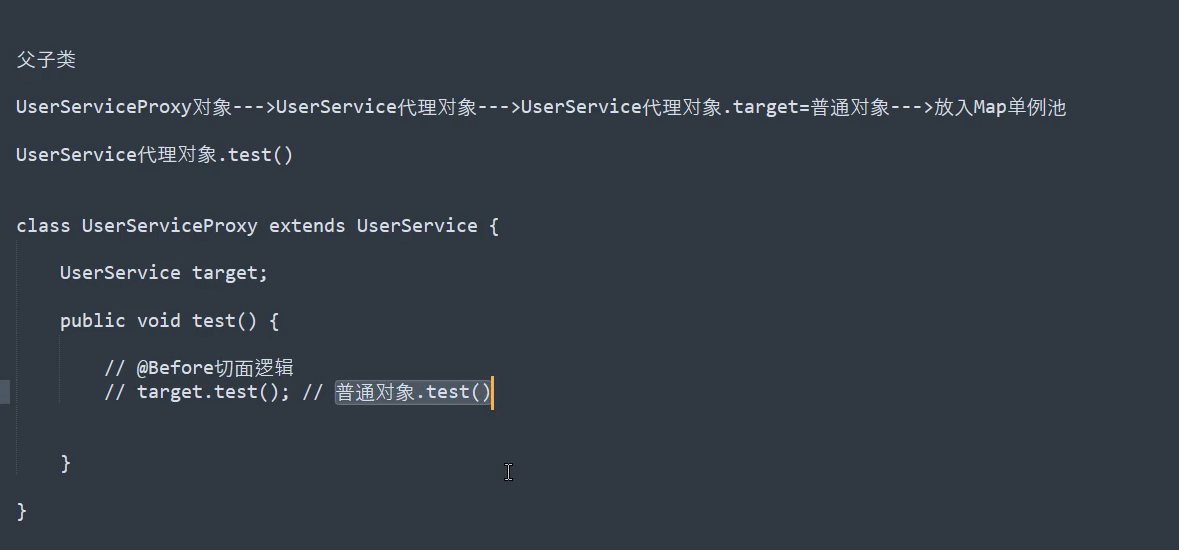 父子类
UserServiceProxy对象--->UserService代理对象--->UserService代理对象.target=普通对象--->放入Map单例池
UserService代理对象.test()
class UserServiceProxy extends UserService {
UserService target;
public void test() {
// @Before切面逻辑
// target.test(); // 普通对象.test()
}
}